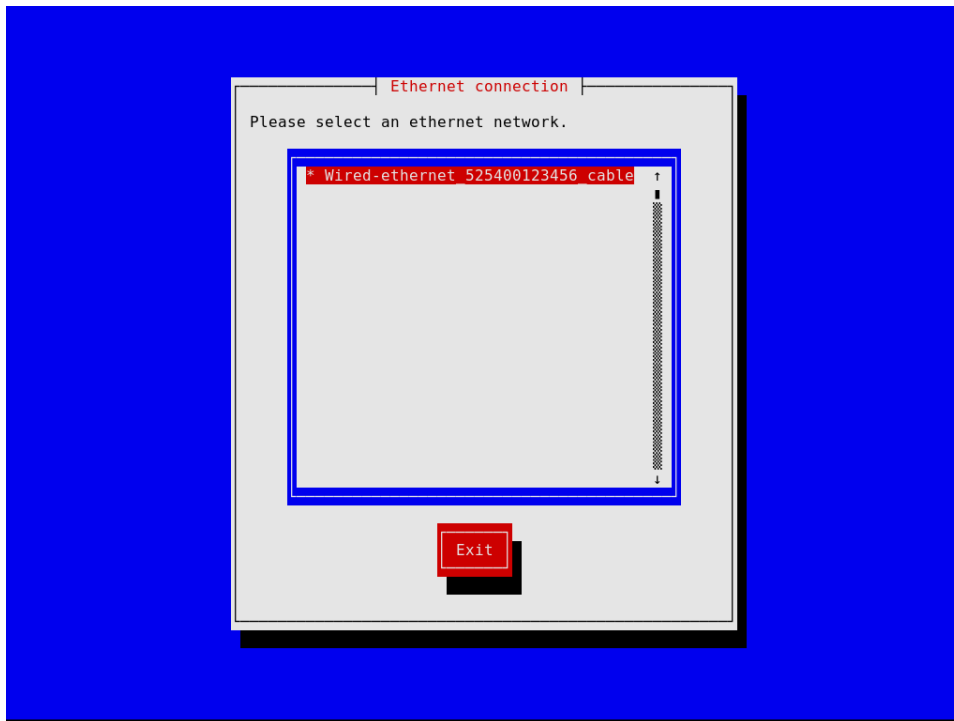 Ethernet connection
Please select an ethernet network.
* Wired-ethernet_525400123456_cable
Exit